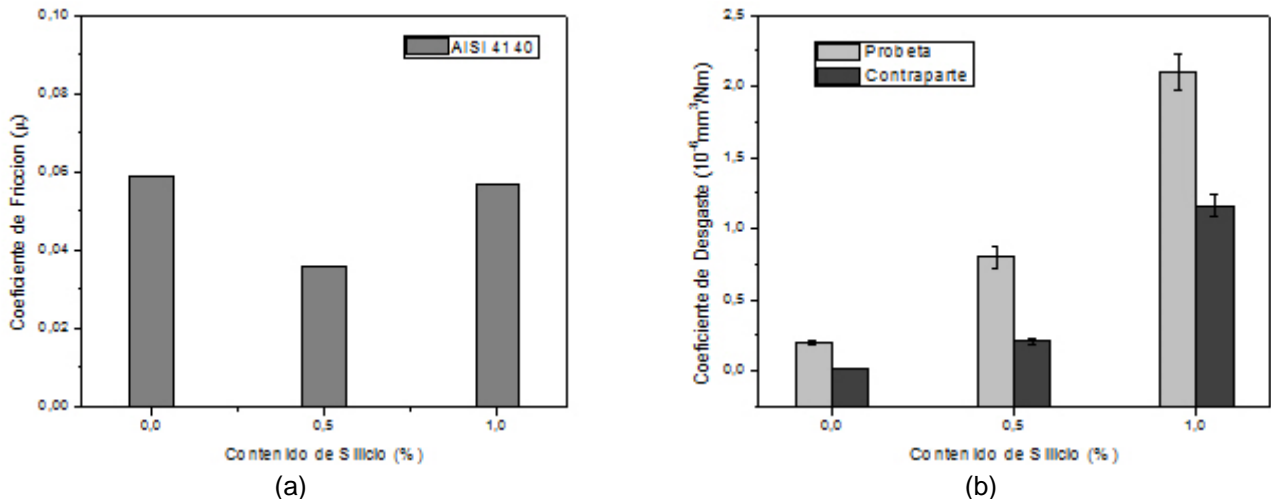 0,10
0,08
0,06
0,04
0,02
0,00
Coeficiente de Friccion (µ)
AISI 4140
0,0
0,5
1,0
Contenido de Silicio (%)
(a)
2,5
2,0
1,5
1,0
0,5
0,0
Coeficiente de Desgaste (10⁻⁶mm³/Nm)
Probeta
Contraparte
0,0
0,5
1,0
Contenido de Silicio (%)
(b)